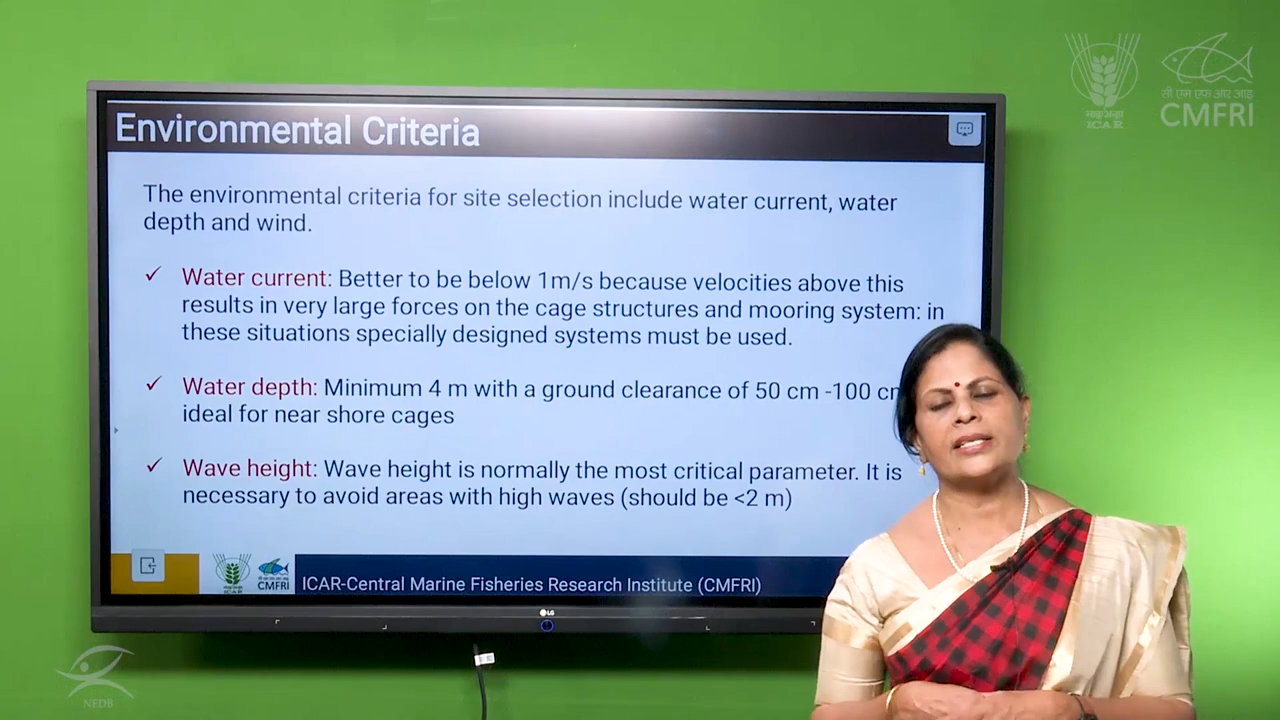 Environmental Criteria
The environmental criteria for site selection include water current, water
depth and wind.
✓ Water current: Better to be below 1m/s because velocities above this
results in very large forces on the cage structures and mooring system: in
these situations specially designed systems must be used.
✓ Water depth: Minimum 4 m with a ground clearance of 50 cm -100 cm
ideal for near shore cages
✓ Wave height: Wave height is normally the most critical parameter. It is
necessary to avoid areas with high waves (should be <2 m)
CMFRI
ICAR-Central Marine Fisheries Research Institute (CMFRI)
LG
भाकृअनुप
ICAR
सी एम एफ आर आइ
CMFRI
NFDB